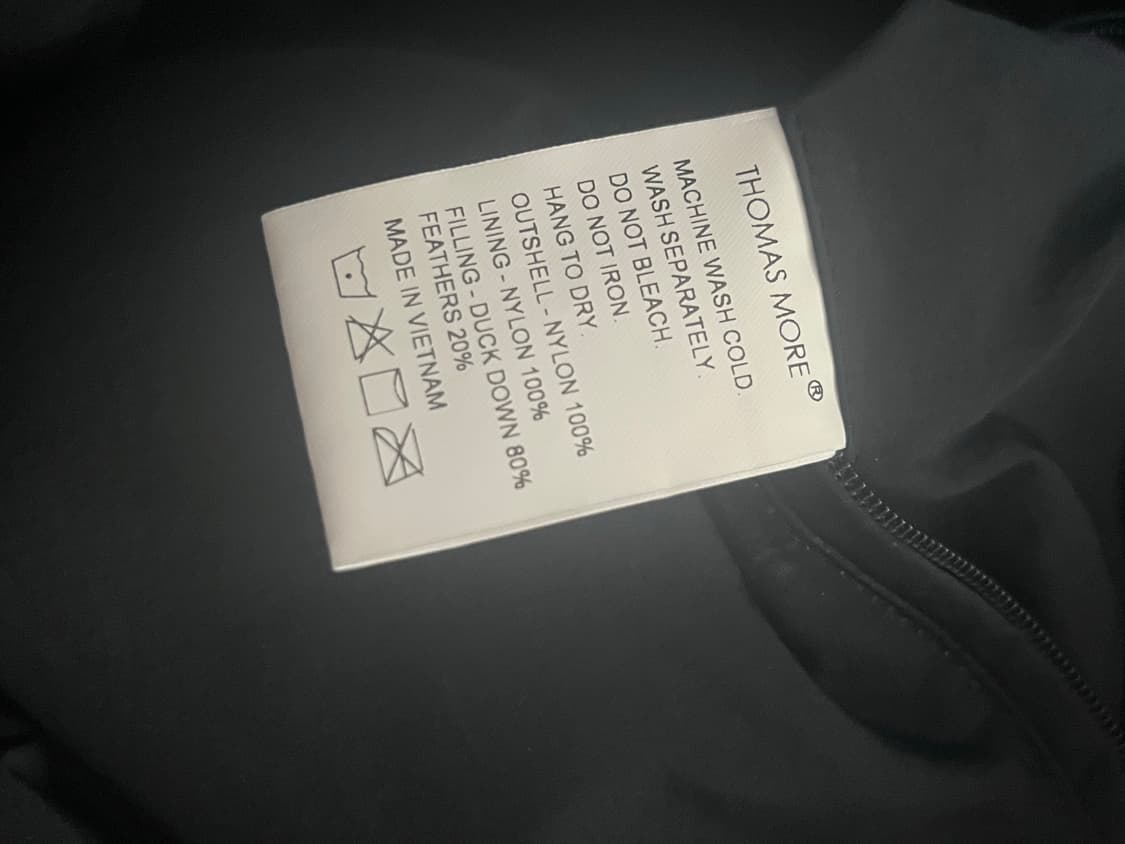 THOMAS MORE ®
MACHINE WASH COLD.
WASH SEPARATELY.
DO NOT BLEACH.
DO NOT IRON.
HANG TO DRY.
OUTSHELL - NYLON 100%
LINING - NYLON 100%
FILLING - DUCK DOWN 80%
FEATHERS 20%
MADE IN VIETNAM